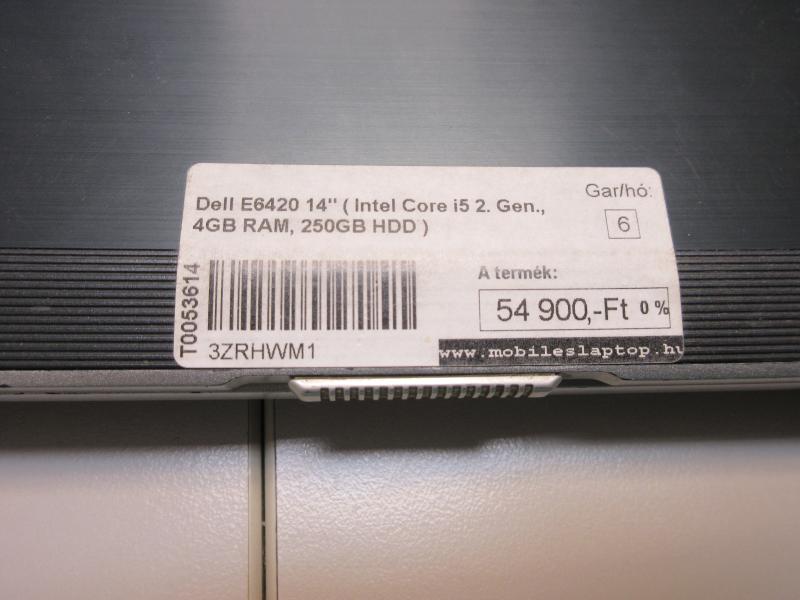 Dell E6420 14" ( Intel Core i5 2. Gen.,
4GB RAM, 250GB HDD )
Gar/hó:
6
T0053614
3ZRHWM1
A termék:
54 900,-Ft 0 %
www.mobileslaptop.hu